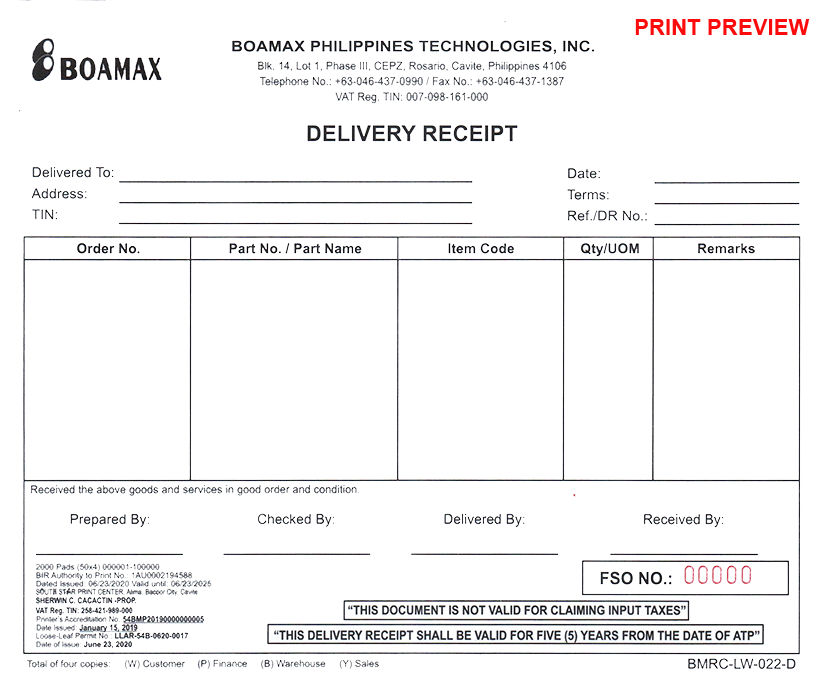 PRINT PREVIEW
BOAMAX
BOAMAX PHILIPPINES TECHNOLOGIES, INC.
Blk. 14, Lot 1, Phase III, CEPZ, Rosario, Cavite, Philippines 4106
Telephone No.: +63-046-437-0990 / Fax No.: +63-046-437-1387
VAT Reg. TIN: 007-098-161-000
DELIVERY RECEIPT
Delivered To: Date:
Address: Terms:
TIN: Ref./DR No.:
Order No. Part No. / Part Name Item Code Qty/UOM Remarks
Received the above goods and services in good order and condition.
Prepared By: Checked By: Delivered By: Received By:
2000 Pads (50x4) 000001-100000
BIR Authority to Print No.: 1AU0002194588
Dated Issued: 06/23/2020 Valid until: 06/23/2025
SOUTH STAR PRINT CENTER, Alima, Bacoor City, Cavite
SHERWIN C. CACACTIN -PROP.
VAT Reg. TIN: 258-421-989-000
Printer's Accreditation No. 54BMP20190000000005
Date Issued: January 15, 2019
Loose-Leaf Permit No.: LLAR-54B-0620-0017
Date of Issue: June 23, 2020
FSO NO.: 00000
"THIS DOCUMENT IS NOT VALID FOR CLAIMING INPUT TAXES"
"THIS DELIVERY RECEIPT SHALL BE VALID FOR FIVE (5) YEARS FROM THE DATE OF ATP"
Total of four copies: (W) Customer (P) Finance (B) Warehouse (Y) Sales
BMRC-LW-022-D